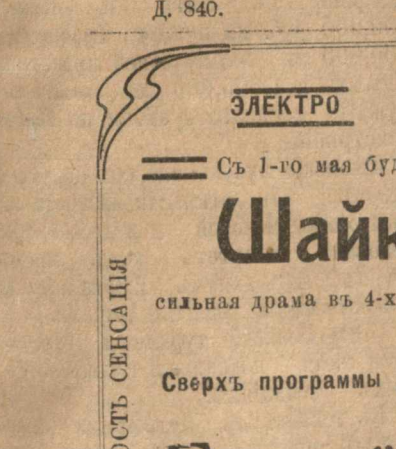 Д. 840.
ЭЛЕКТРО
Съ 1-го мая буд
Шайк
сильная драма въ 4-х
Сверхъ программы
ОСТЬ СЕНСАЦІЯ